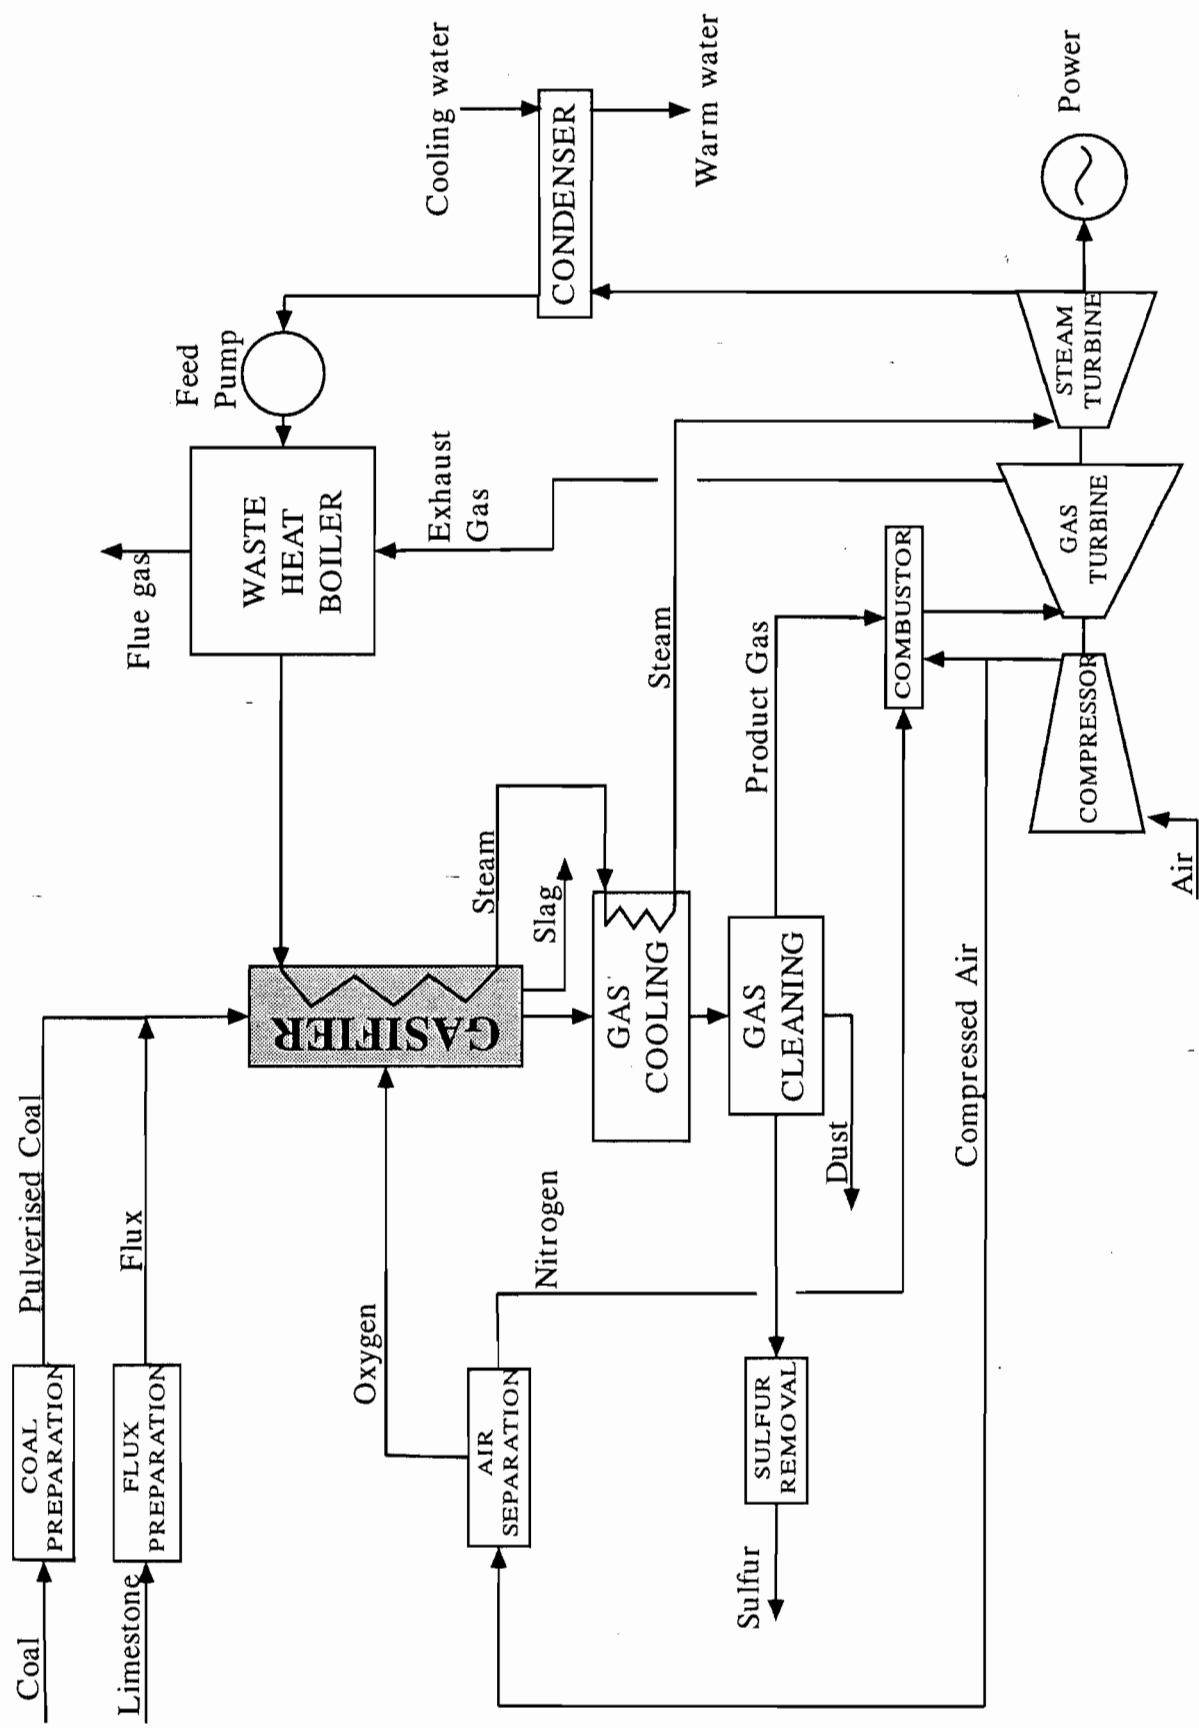 Coal
COAL
PREPARATION
Pulverised Coal
Limestone
FLUX
PREPARATION
Flux
Flue gas
WASTE
HEAT
BOILER
Feed
Pump
GASIFIER
Oxygen
Exhaust
Gas
Cooling water
CONDENSER
Warm water
AIR
SEPARATION
Nitrogen
Steam
Slag
GAS
COOLING
Steam
Sulfur
SULFUR
REMOVAL
GAS
CLEANING
Dust
Product Gas
COMBUSTOR
Compressed Air
Air
COMPRESSOR
GAS
TURBINE
STEAM
TURBINE
Power